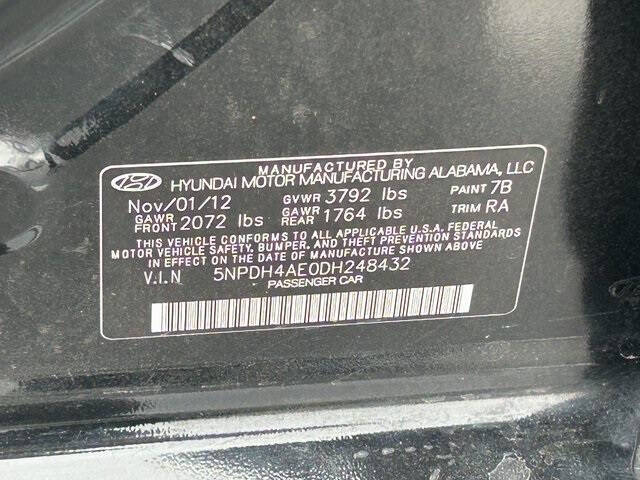 MANUFACTURED BY
HYUNDAI MOTOR MANUFACTURING ALABAMA, LLC
Nov/01/12 GVWR 3792 lbs PAINT 7B
GAWR FRONT 2072 lbs GAWR REAR 1764 lbs TRIM RA
THIS VEHICLE CONFORMS TO ALL APPLICABLE U.S.A. FEDERAL
MOTOR VEHICLE SAFETY, BUMPER, AND THEFT PREVENTION STANDARDS
IN EFFECT ON THE DATE OF MANUFACTURE SHOWN ABOVE
V.I.N 5NPDH4AE0DH248432
PASSENGER CAR